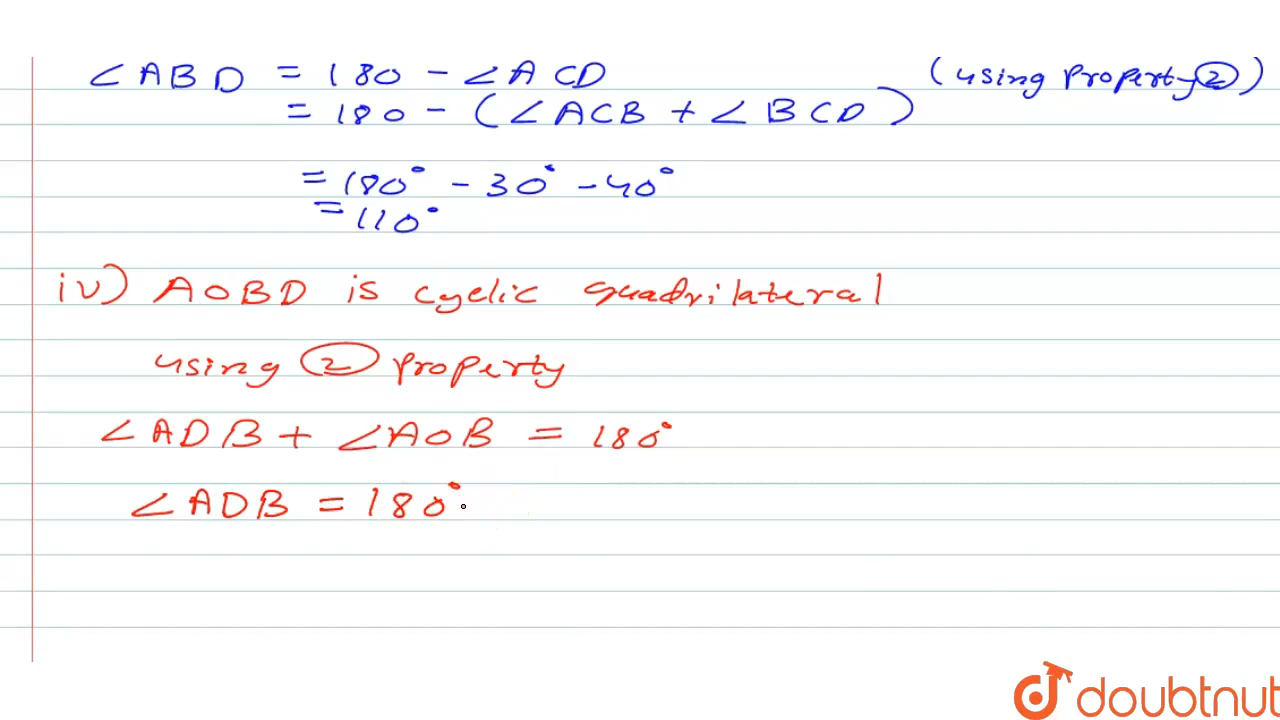 ∠ABD = 180 - ∠ACD (using Property ②)
= 180 - (∠ACB + ∠BCD)
= 180° - 30° - 40°
= 110°
iv) AOBD is cyclic quadrilateral
using ② property
∠ADB + ∠AOB = 180°
∠ADB = 180°
doubtnut